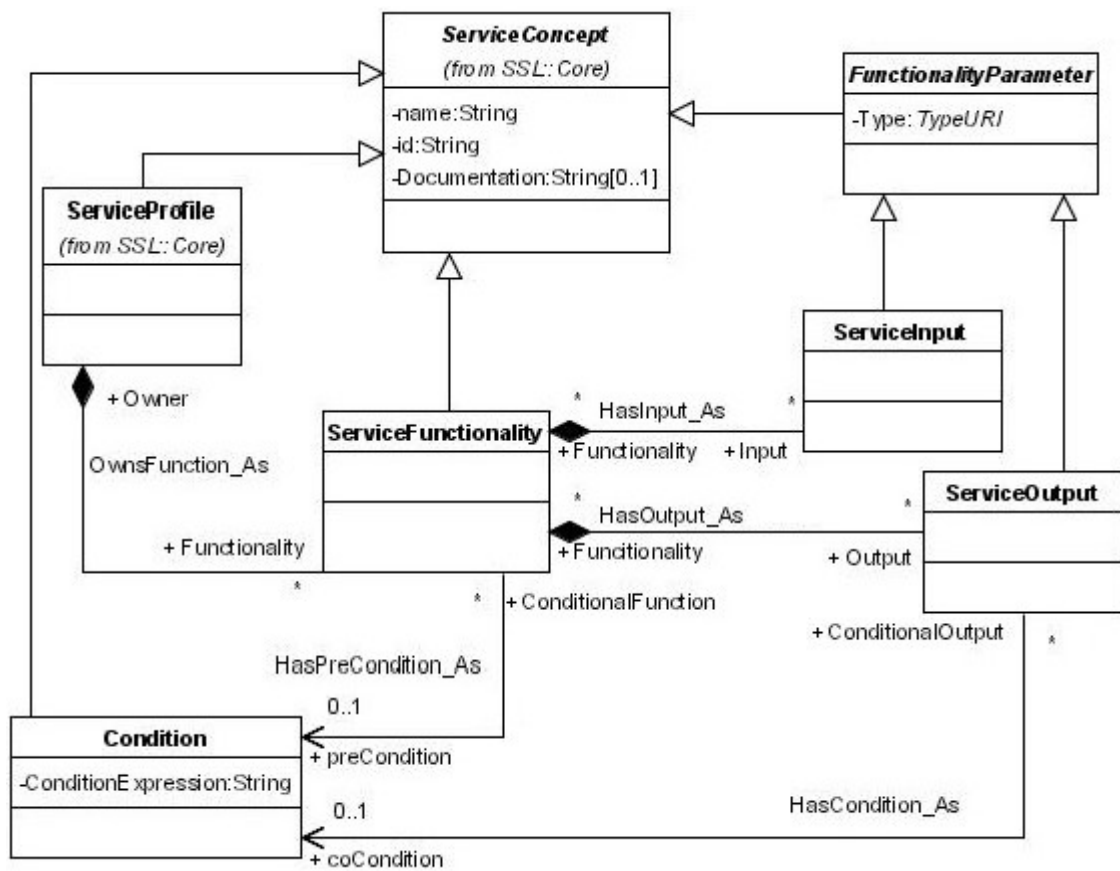 ServiceConcept
(from SSL::Core)
-name:String
-id:String
-Documentation:String[0..1]
FunctionalityParameter
-Type: TypeURI
ServiceProfile
(from SSL::Core)
ServiceInput
+ Owner
OwnsFunction_As
+ Functionality
*
ServiceFunctionality
*
HasInput_As
*
+ Functionality
+ Input
*
HasOutput_As
*
+ Funcitionality
+ Output
ServiceOutput
*
+ ConditionalFunction
+ ConditionalOutput
*
HasPreCondition_As
0..1
+ preCondition
Condition
-ConditionExpression:String
HasCondition_As
0..1
+ coCondition